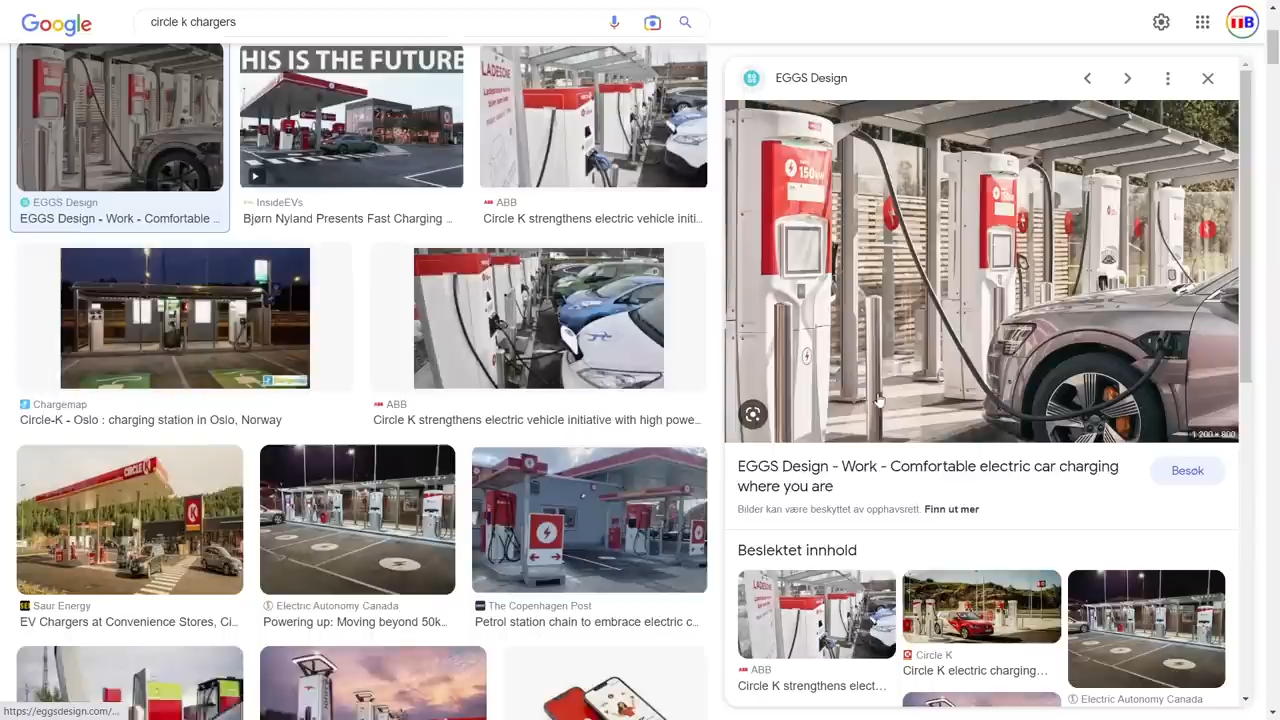 Google
circle k chargers
EGGS Design
EGGS Design - Work - Comfortable ...
HIS IS THE FUTURE
InsideEVs
Bjørn Nyland Presents Fast Charging ...
LADESONE
ABB
Circle K strengthens electric vehicle initi...
Chargemap
Circle-K - Oslo : charging station in Oslo, Norway
ABB
Circle K strengthens electric vehicle initiative with high powe...
CIRCLE K
Saur Energy
EV Chargers at Convenience Stores, Ci...
Electric Autonomy Canada
Powering up: Moving beyond 50k...
The Copenhagen Post
Petrol station chain to embrace electric c...
https://eggsdesign.com/...
EGGS Design
150
1 200 × 800
EGGS Design - Work - Comfortable electric car charging
where you are
Besøk
Bilder kan være beskyttet av opphavsrett. Finn ut mer
Beslektet innhold
ABB
Circle K strengthens elect...
Circle K
Circle K electric charging...
Electric Autonomy Canada